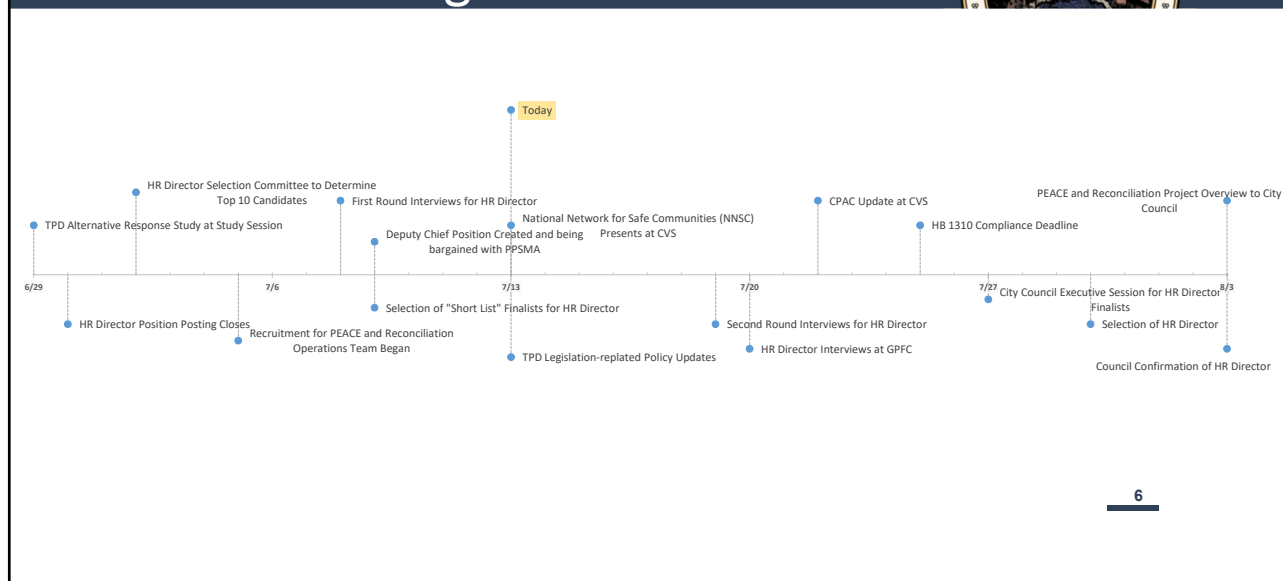 Today
HR Director Selection Committee to Determine
Top 10 Candidates
First Round Interviews for HR Director
CPAC Update at CVS
PEACE and Reconciliation Project Overview to City
Council
TPD Alternative Response Study at Study Session
National Network for Safe Communities (NNSC)
Presents at CVS
HB 1310 Compliance Deadline
Deputy Chief Position Created and being
bargained with PPSMA
6/29
7/6
7/13
7/20
7/27
8/3
City Council Executive Session for HR Director
Finalists
Selection of "Short List" Finalists for HR Director
HR Director Position Posting Closes
Second Round Interviews for HR Director
Selection of HR Director
Recruitment for PEACE and Reconciliation
Operations Team Began
TPD Legislation-replated Policy Updates
HR Director Interviews at GPFC
Council Confirmation of HR Director
6